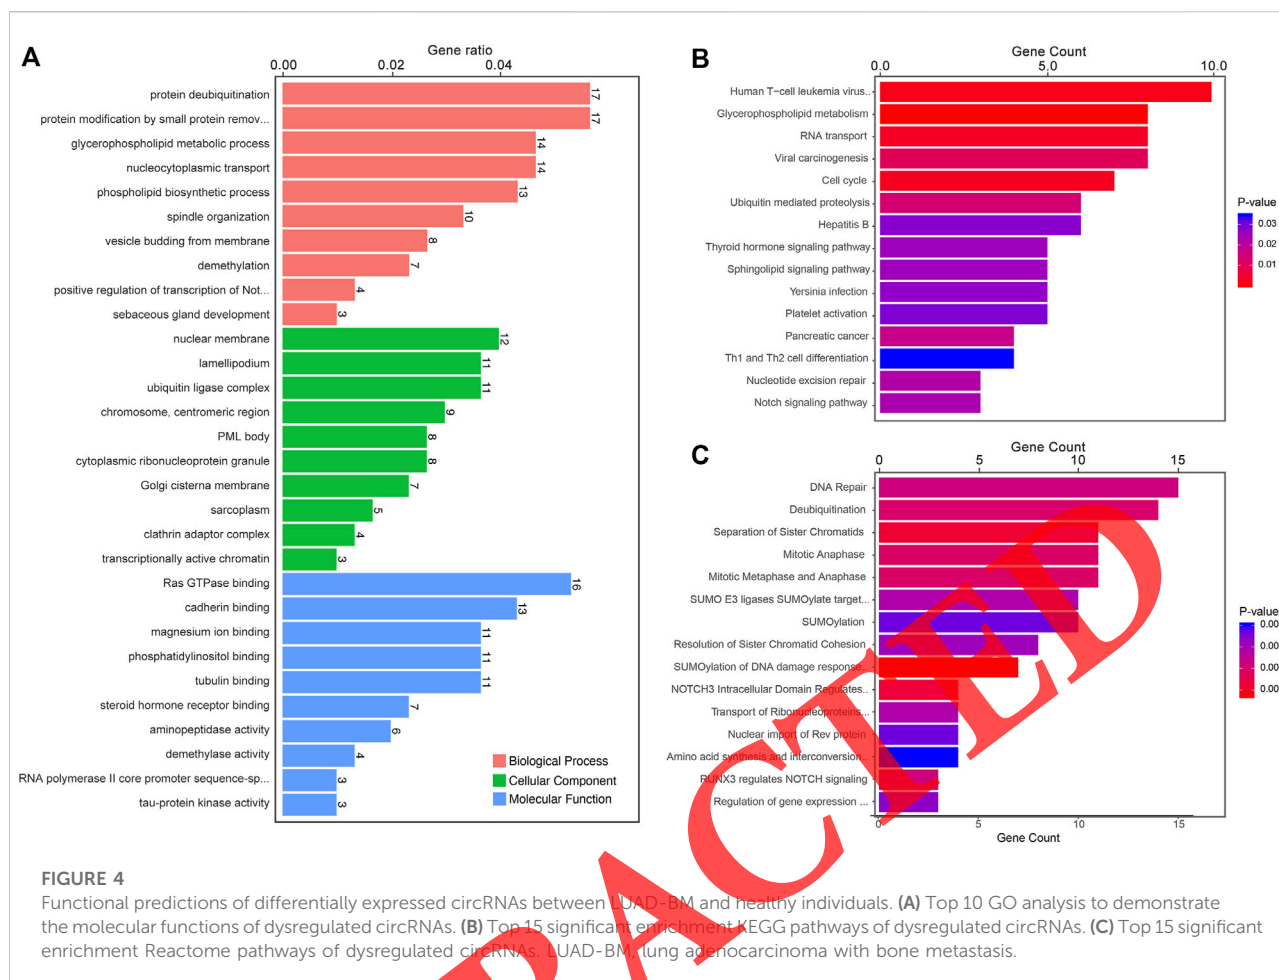 A
Gene ratio
0.00 0.02 0.04
protein deubiquitination 17
protein modification by small protein remov... 17
glycerophospholipid metabolic process 14
nucleocytoplasmic transport 14
phospholipid biosynthetic process 13
spindle organization 10
vesicle budding from membrane 8
demethylation 7
positive regulation of transcription of Not... 4
sebaceous gland development 3
nuclear membrane 12
lamellipodium 11
ubiquitin ligase complex 11
chromosome, centromeric region 9
PML body 8
cytoplasmic ribonucleoprotein granule 8
Golgi cisterna membrane 7
sarcoplasm 5
clathrin adaptor complex 4
transcriptionally active chromatin 3
Ras GTPase binding 16
cadherin binding 13
magnesium ion binding 11
phosphatidylinositol binding 11
tubulin binding 11
steroid hormone receptor binding 7
aminopeptidase activity 6
demethylase activity 4
RNA polymerase II core promoter sequence-sp... 3
tau-protein kinase activity 3
Biological Process
Cellular Component
Molecular Function
B
Gene Count
0.0 5.0 10.0
Human T-cell leukemia virus..
Glycerophospholipid metabolism
RNA transport
Viral carcinogenesis
Cell cycle
Ubiquitin mediated proteolysis
Hepatitis B
Thyroid hormone signaling pathway
Sphingolipid signaling pathway
Yersinia infection
Platelet activation
Pancreatic cancer
Th1 and Th2 cell differentiation
Nucleotide excision repair
Notch signaling pathway
P-value
0.03
0.02
0.01
C
Gene Count
0 5 10 15
DNA Repair
Deubiquitination
Separation of Sister Chromatids
Mitotic Anaphase
Mitotic Metaphase and Anaphase
SUMO E3 ligases SUMOylate target...
SUMOylation
Resolution of Sister Chromatid Cohesion
SUMOylation of DNA damage response..
NOTCH3 Intracellular Domain Regulates..
Transport of Ribonucleoproteins...
Nuclear import of Rev protein
Amino acid synthesis and interconversion...
RUNX3 regulates NOTCH signaling
Regulation of gene expression ...
0 5 10 15
Gene Count
P-value
0.00
0.00
0.00
0.00
FIGURE 4
Functional predictions of differentially expressed circRNAs between LUAD-BM and healthy individuals. (A) Top 10 GO analysis to demonstrate
the molecular functions of dysregulated circRNAs. (B) Top 15 significant enrichment KEGG pathways of dysregulated circRNAs. (C) Top 15 significant
enrichment Reactome pathways of dysregulated circRNAs. LUAD-BM, lung adenocarcinoma with bone metastasis.
PACTED